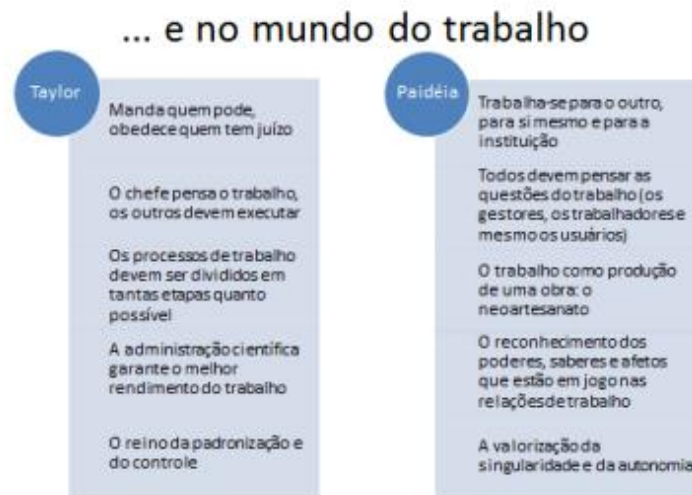 ... e no mundo do trabalho
Taylor
Manda quem pode,
obedece quem tem juízo
O chefe pensa o trabalho,
os outros devem executar
Os processos de trabalho
devem ser divididos em
tantas etapas quanto
possível
A administração científica
garante o melhor
rendimento do trabalho
O reino da padronização e
do controle
Paidéia
Trabalha-se para o outro,
para si mesmo e para a
instituição
Todos devem pensar as
questões do trabalho (os
gestores, os trabalhadores e
mesmo os usuários)
O trabalho como produção
de uma obra: o
neoartesanato
O reconhecimento dos
poderes, saberes e afetos
que estão em jogo nas
relações de trabalho
A valorização da
singularidade e da autonomia